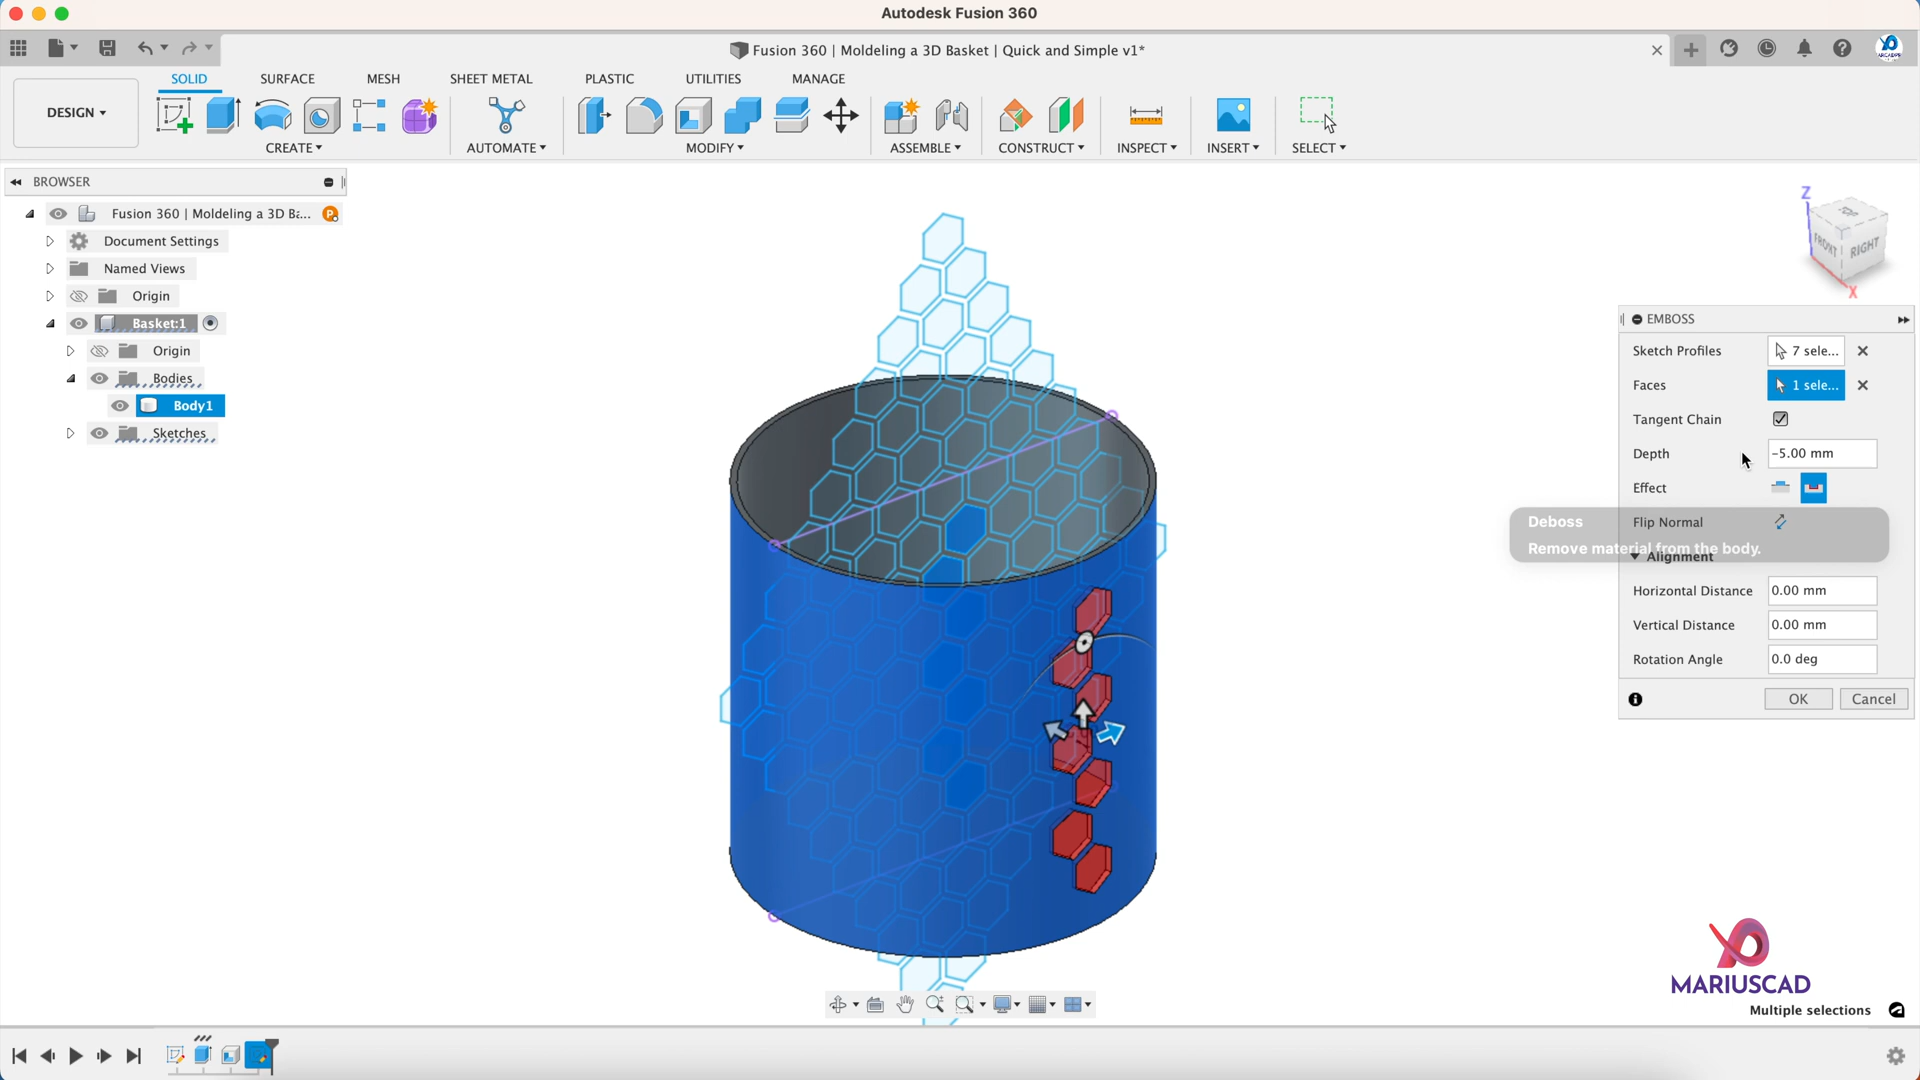 Autodesk Fusion 360
Fusion 360 | Moldeling a 3D Basket | Quick and Simple v1*
SOLID
SURFACE
MESH
SHEET METAL
PLASTIC
UTILITIES
MANAGE
DESIGN
CREATE
AUTOMATE
MODIFY
ASSEMBLE
CONSTRUCT
INSPECT
INSERT
SELECT
BROWSER
Fusion 360 | Moldeling a 3D Ba...
P
Document Settings
Named Views
Origin
Basket:1
Origin
Bodies
Body1
Sketches
Z
TOP
FRONT
RIGHT
X
EMBOSS
Sketch Profiles
7 sele...
Faces
1 sele...
Tangent Chain
Depth
-5.00 mm
Effect
Deboss
Remove material from the body.
Flip Normal
Alignment
Horizontal Distance
0.00 mm
Vertical Distance
0.00 mm
Rotation Angle
0.0 deg
OK
Cancel
MARIUSCAD
Multiple selections